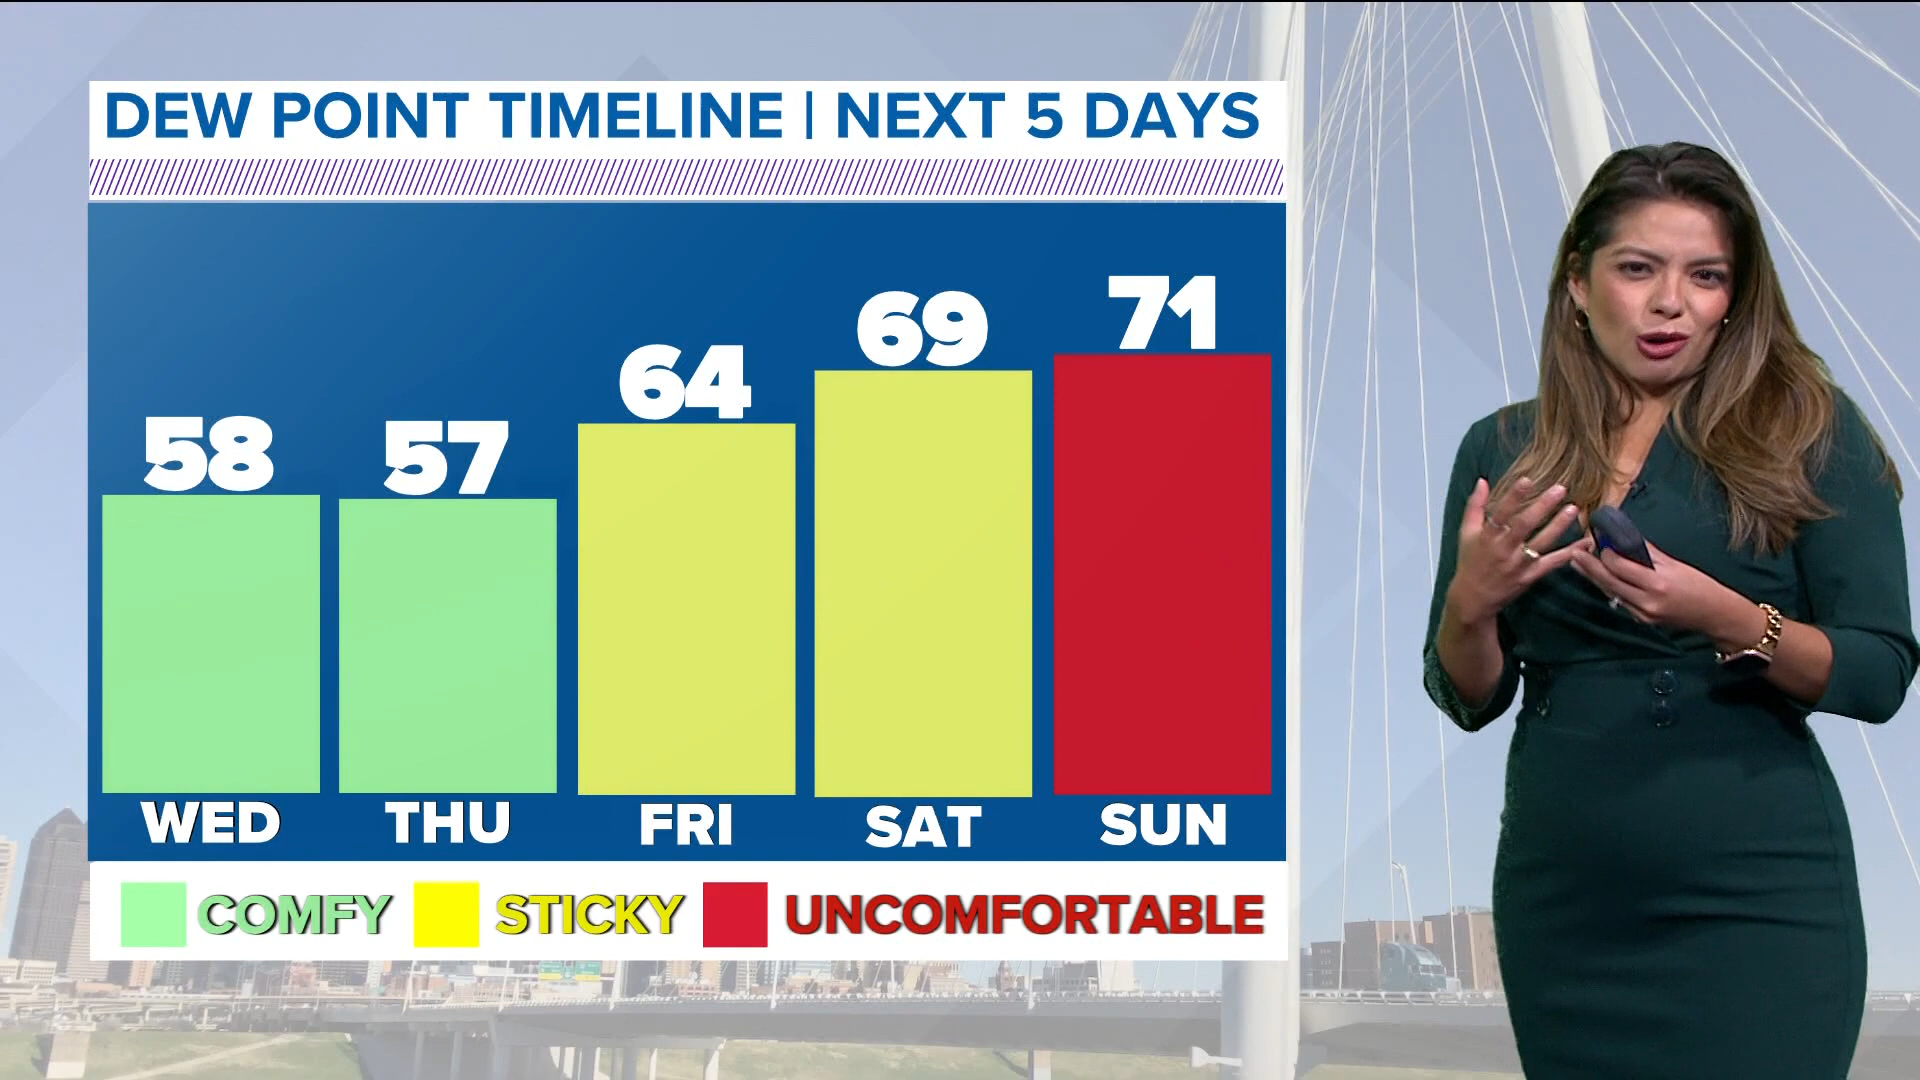 DEW POINT TIMELINE | NEXT 5 DAYS
58 57 64 69 71
WED THU FRI SAT SUN
COMFY STICKY UNCOMFORTABLE